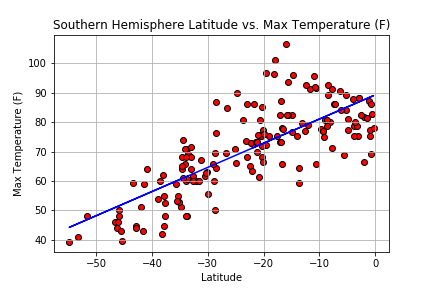 Southern Hemisphere Latitude vs. Max Temperature (F)
100
90
80
70
60
50
40
Max Temperature (F)
−50 −40 −30 −20 −10 0
Latitude